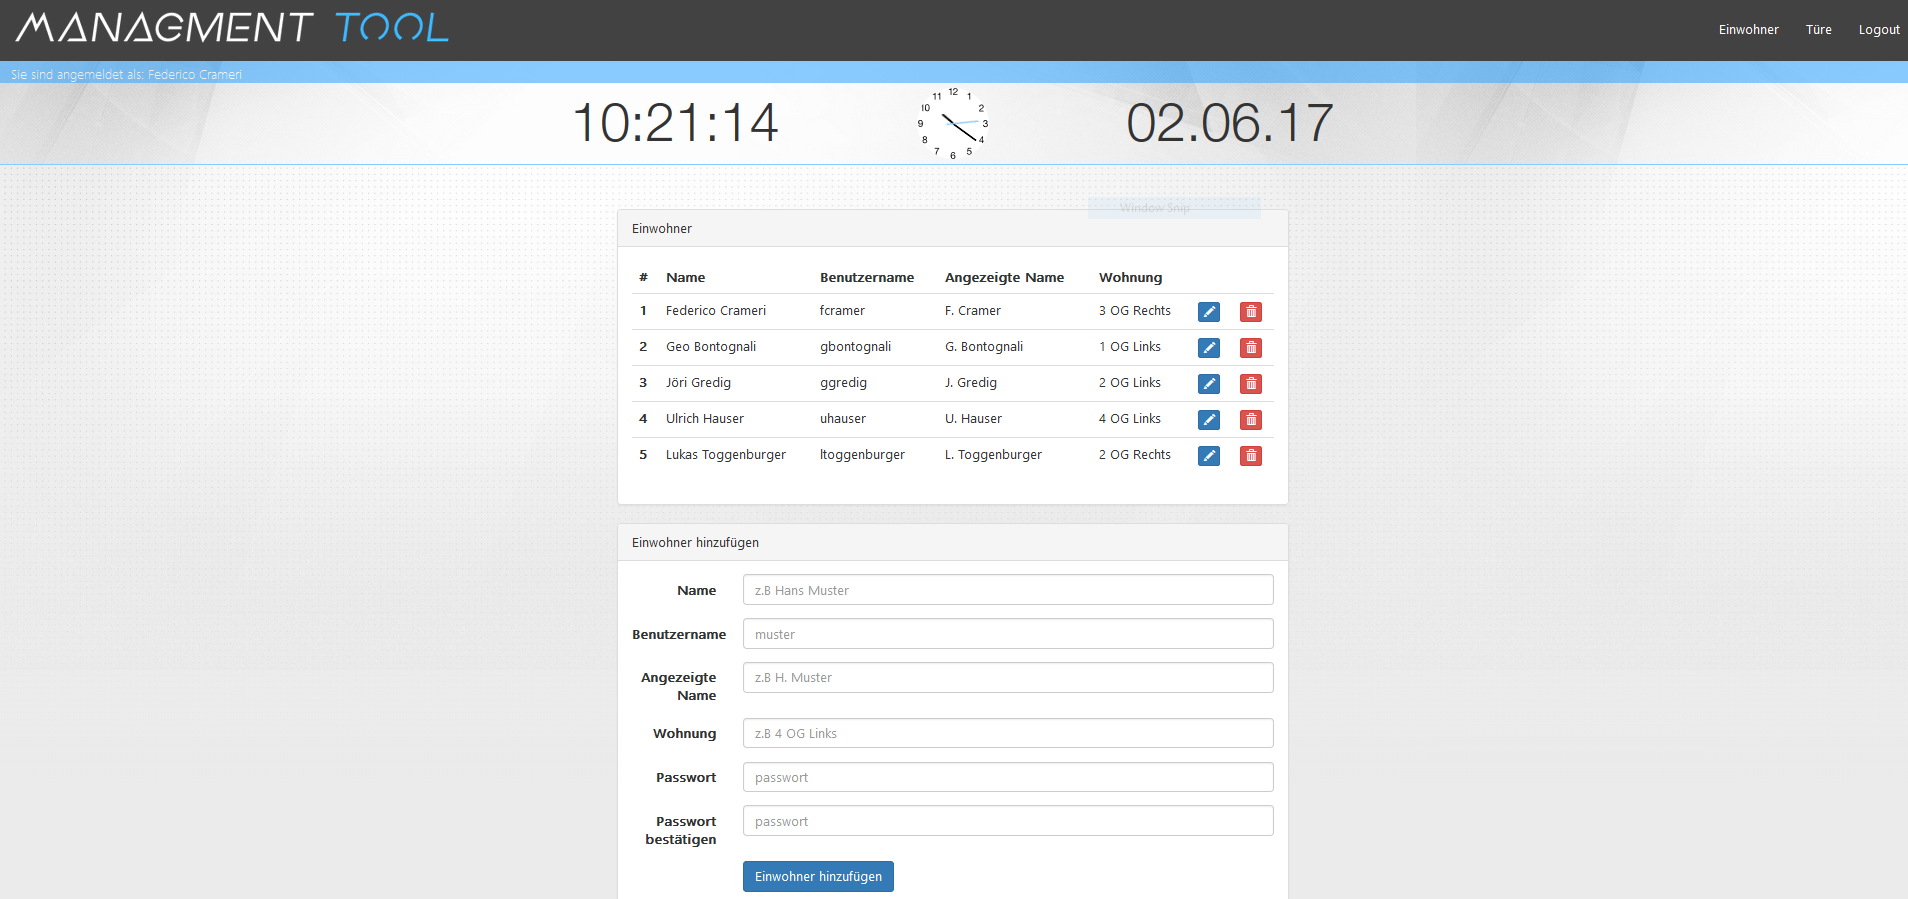 MANAGMENT TOOL
Einwohner Türe Logout
Sie sind angemeldet als: Federico Crameri
10:21:14
12 1 2 3 4 5 6 7 8 9 10 11
02.06.17
Window Snip
Einwohner
# Name Benutzername Angezeigte Name Wohnung
1 Federico Crameri fcramer F. Cramer 3 OG Rechts
2 Geo Bontognali gbontognali G. Bontognali 1 OG Links
3 Jöri Gredig ggredig J. Gredig 2 OG Links
4 Ulrich Hauser uhauser U. Hauser 4 OG Links
5 Lukas Toggenburger ltoggenburger L. Toggenburger 2 OG Rechts
Einwohner hinzufügen
Name z.B Hans Muster
Benutzername muster
Angezeigte z.B H. Muster
Name
Wohnung z.B 4 OG Links
Passwort passwort
Passwort passwort
bestätigen
Einwohner hinzufügen